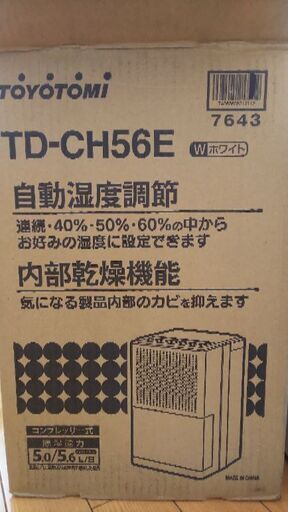 TOYOTOMI
7643
TD-CH56E
Wホワイト
自動湿度調節
連続・40%・50%・60%の中から
お好みの湿度に設定できます
内部乾燥機能
気になる製品内部のカビを抑えます
コンプレッサー式
除湿能力
5.0/5.6 L/日
MADE IN CHINA